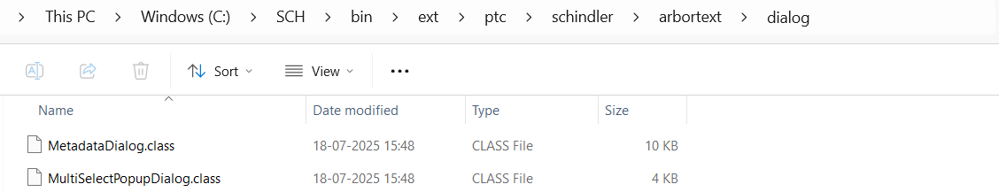 This PC > Windows (C:) > SCH > bin > ext > ptc > schindler > arbortext > dialog
Sort View
Name Date modified Type Size
MetadataDialog.class 18-07-2025 15:48 CLASS File 10 KB
MultiSelectPopupDialog.class 18-07-2025 15:48 CLASS File 4 KB